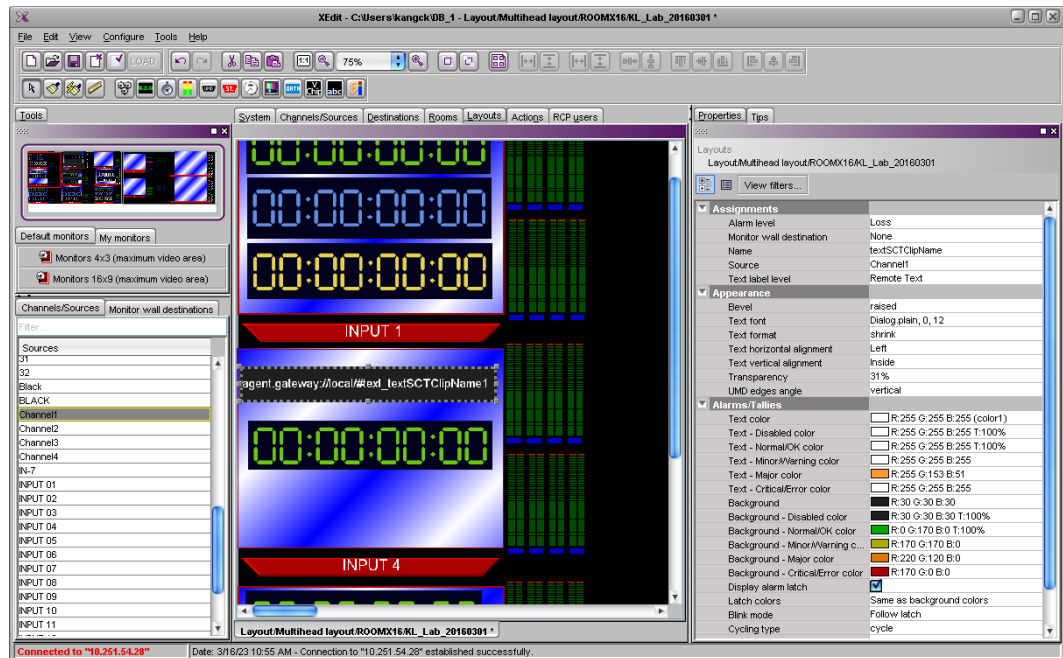 XEdit - C:\Users\kangck\DB_1 - Layout/Multihead layout/ROOMX16/KL_Lab_20160301 *
File Edit View Configure Tools Help
LOAD 1:1 75%
UMD ST. DATA V Chip abc
Tools
Default monitors My monitors
Monitors 4x3 (maximum video area)
Monitors 16x9 (maximum video area)
Channels/Sources Monitor wall destinations
Filter...
Sources
31
32
Black
BLACK
Channel1
Channel2
Channel3
Channel4
IN-7
INPUT 01
INPUT 02
INPUT 03
INPUT 04
INPUT 05
INPUT 06
INPUT 07
INPUT 08
INPUT 09
INPUT 10
INPUT 11
System Channels/Sources Destinations Rooms Layouts Actions RCP users
00:00:00:00
00:00:00:00
00:00:00:00
INPUT 1
agent.gateway://local/#text_textSCTClipName1
00:00:00:00
INPUT 4
Layout/Multihead layout/ROOMX16/KL_Lab_20160301 *
Properties Tips
Layouts
Layout/Multihead layout/ROOMX16/KL_Lab_20160301
View filters...
Assignments
Alarm level Loss
Monitor wall destination None
Name textSCTClipName
Source Channel1
Text label level Remote Text
Appearance
Bevel raised
Text font Dialog.plain, 0, 12
Text format shrink
Text horizontal alignment Left
Text vertical alignment Inside
Transparency 31%
UMD edges angle vertical
Alarms/Tallies
Text color R:255 G:255 B:255 (color1)
Text - Disabled color R:255 G:255 B:255 T:100%
Text - Normal/OK color R:255 G:255 B:255 T:100%
Text - Minor/Warning color R:255 G:255 B:255
Text - Major color R:255 G:153 B:51
Text - Critical/Error color R:255 G:255 B:255
Background R:30 G:30 B:30
Background - Disabled color R:30 G:30 B:30 T:100%
Background - Normal/OK color R:0 G:170 B:0 T:100%
Background - Minor/Warning c... R:170 G:170 B:0
Background - Major color R:220 G:120 B:0
Background - Critical/Error color R:170 G:0 B:0
Display alarm latch
Latch colors Same as background colors
Blink mode Follow latch
Cycling type cycle
Connected to "10.251.54.28" Date: 3/16/23 10:55 AM - Connection to "10.251.54.28" established successfully.